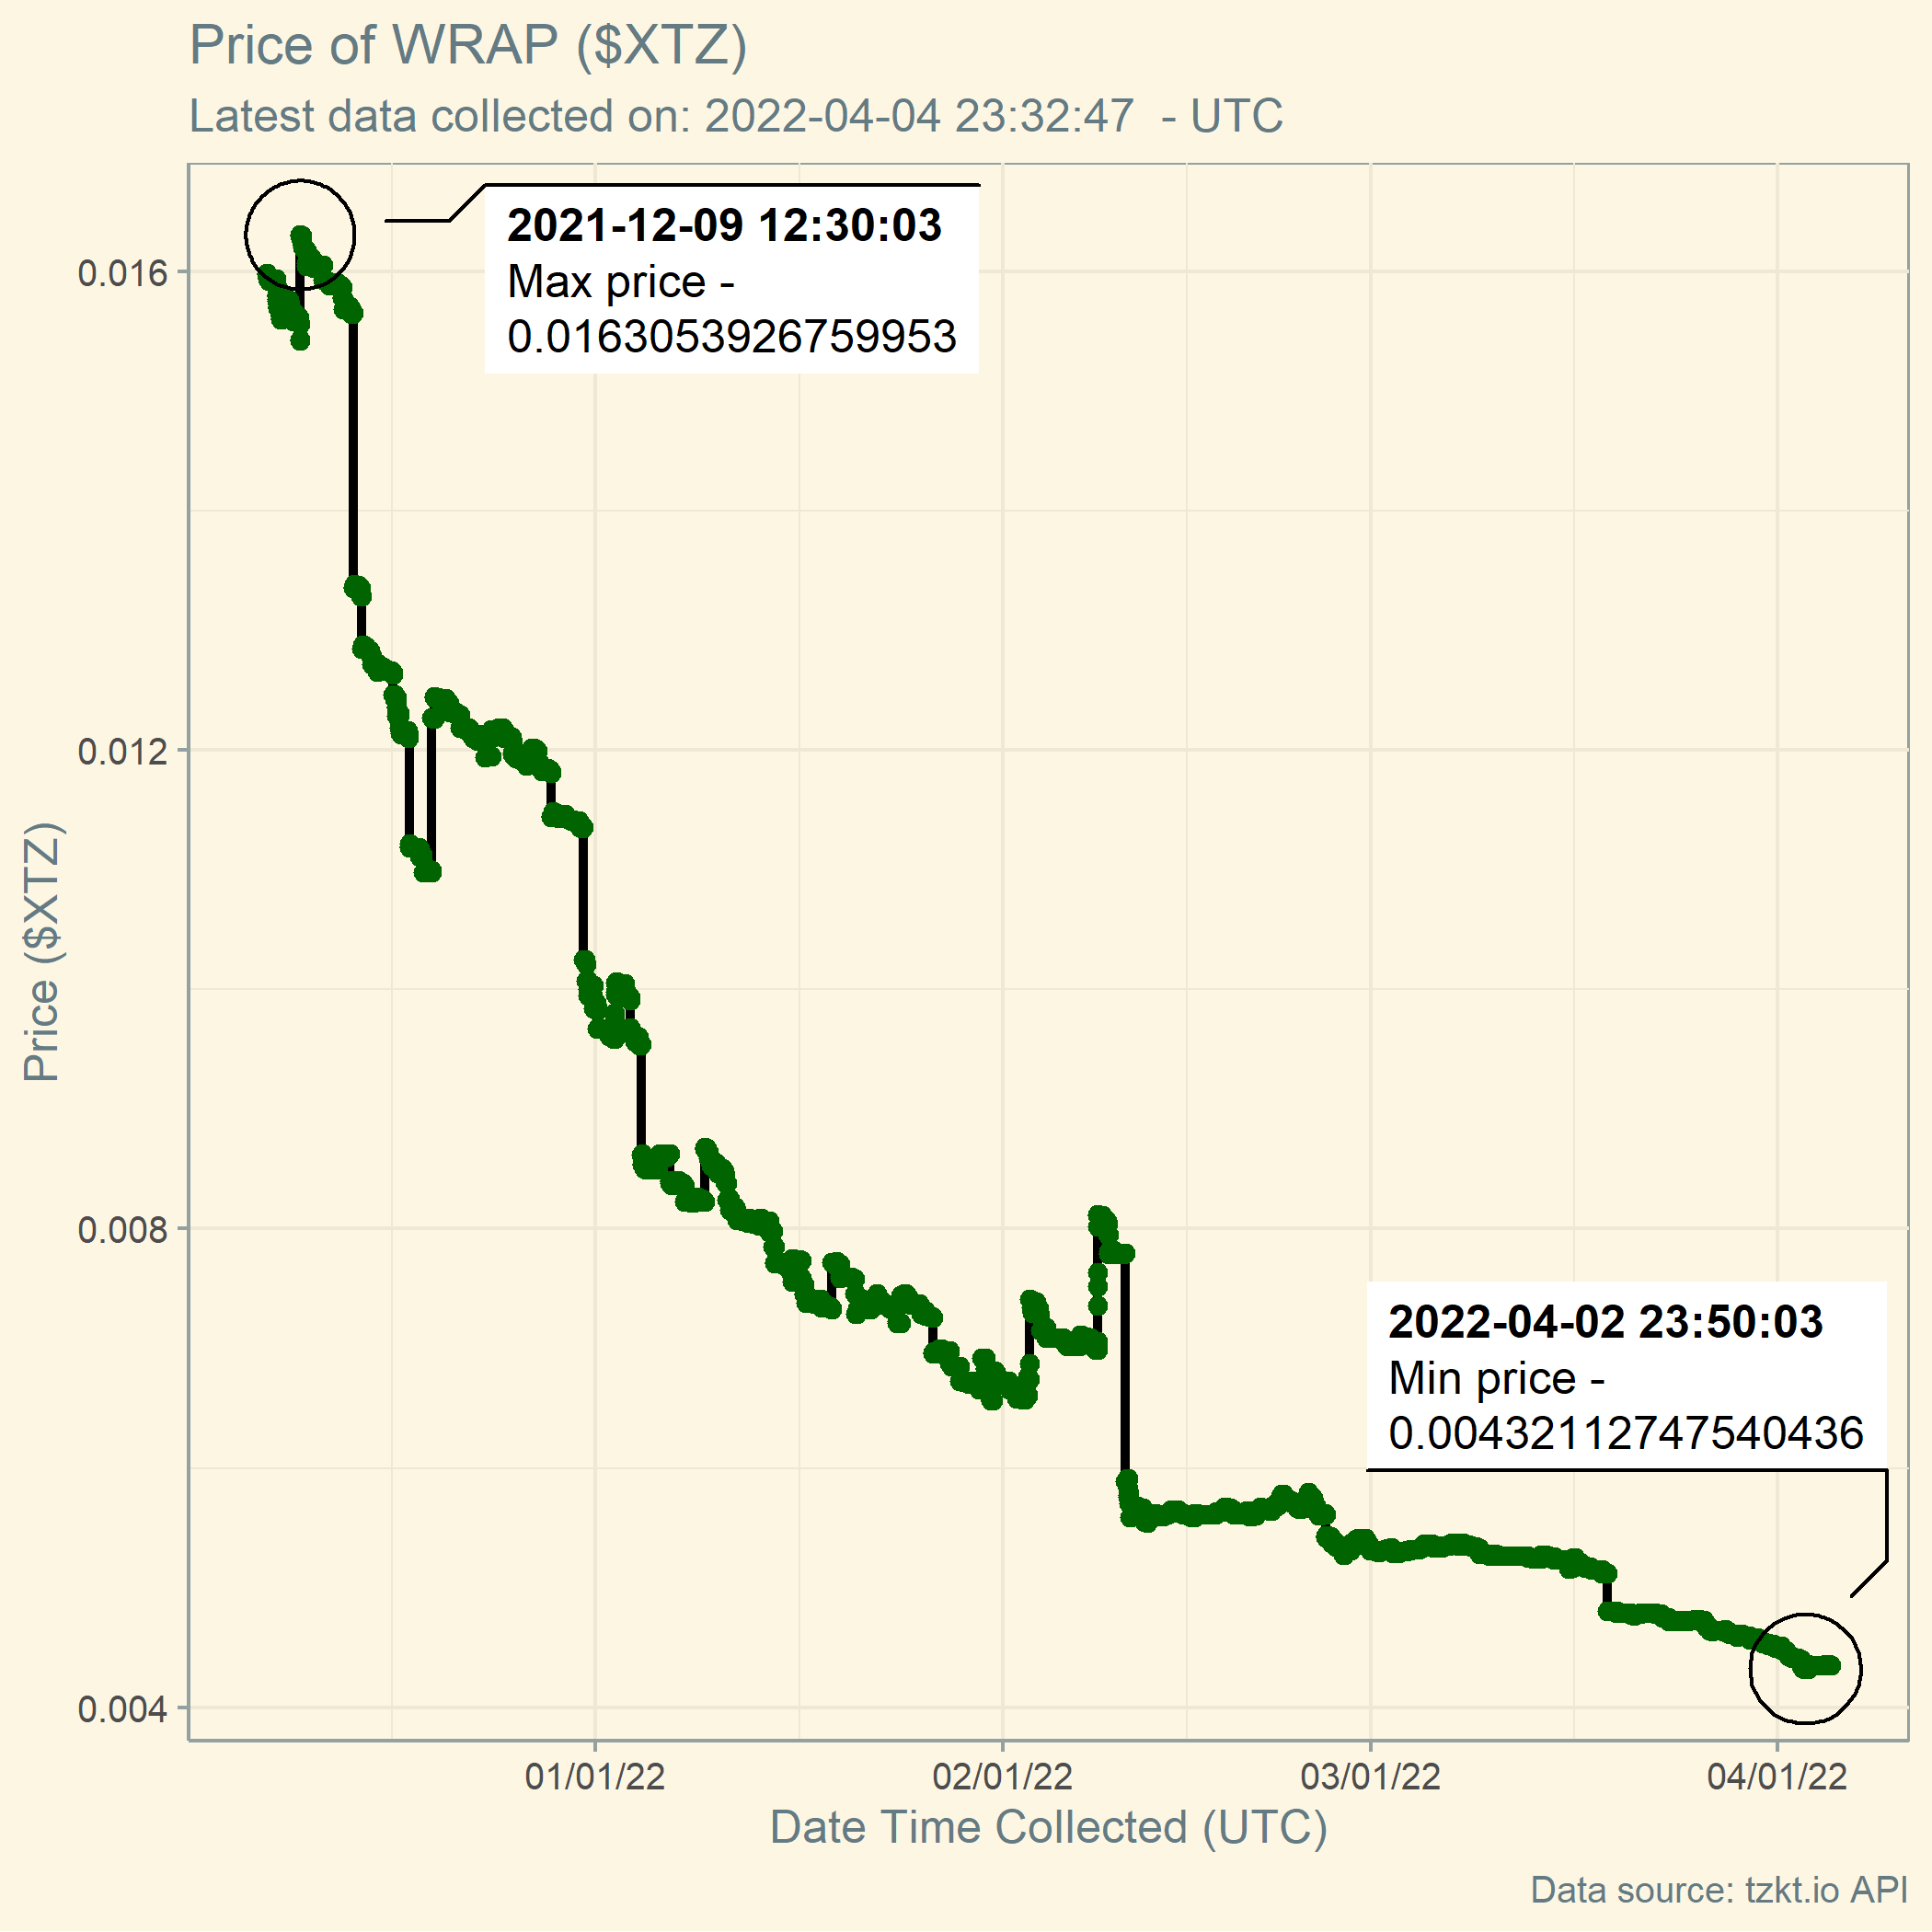 Price of WRAP ($XTZ)
Latest data collected on: 2022-04-04 23:32:47  - UTC
2021-12-09 12:30:03
Max price -
0.0163053926759953
0.016
0.012
0.008
0.004
Price ($XTZ)
2022-04-02 23:50:03
Min price -
0.00432112747540436
01/01/22
02/01/22
03/01/22
04/01/22
Date Time Collected (UTC)
Data source: tzkt.io API